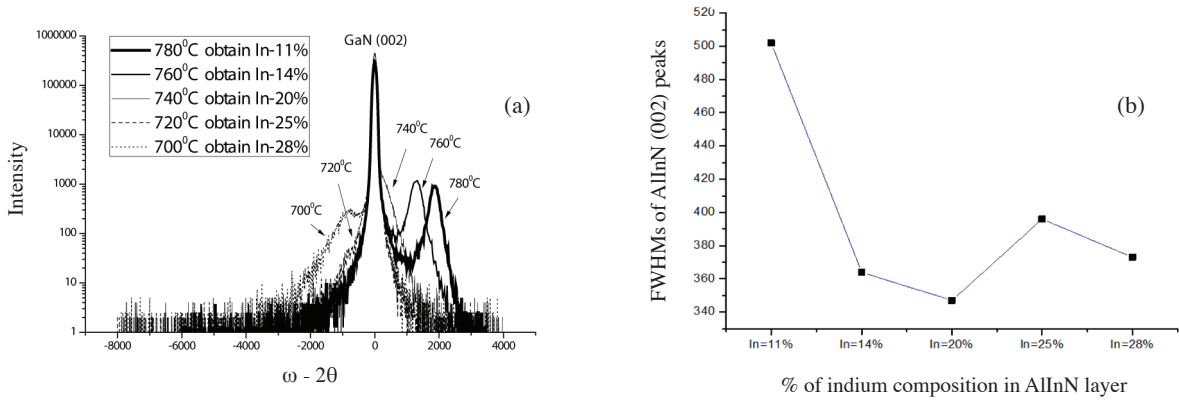 GaN (002)
780⁰C obtain In-11%
760⁰C obtain In-14%
740⁰C obtain In-20%
720⁰C obtain In-25%
700⁰C obtain In-28%
(a)
740⁰C
760⁰C
720⁰C
780⁰C
700⁰C
1000000
100000
10000
1000
100
10
1
Intensity
-8000 -6000 -4000 -2000 0 2000 4000
ω - 2θ
(b)
520
500
480
460
440
420
400
380
360
340
FWHMs of AlInN (002) peaks
In=11% In=14% In=20% In=25% In=28%
% of indium composition in AlInN layer